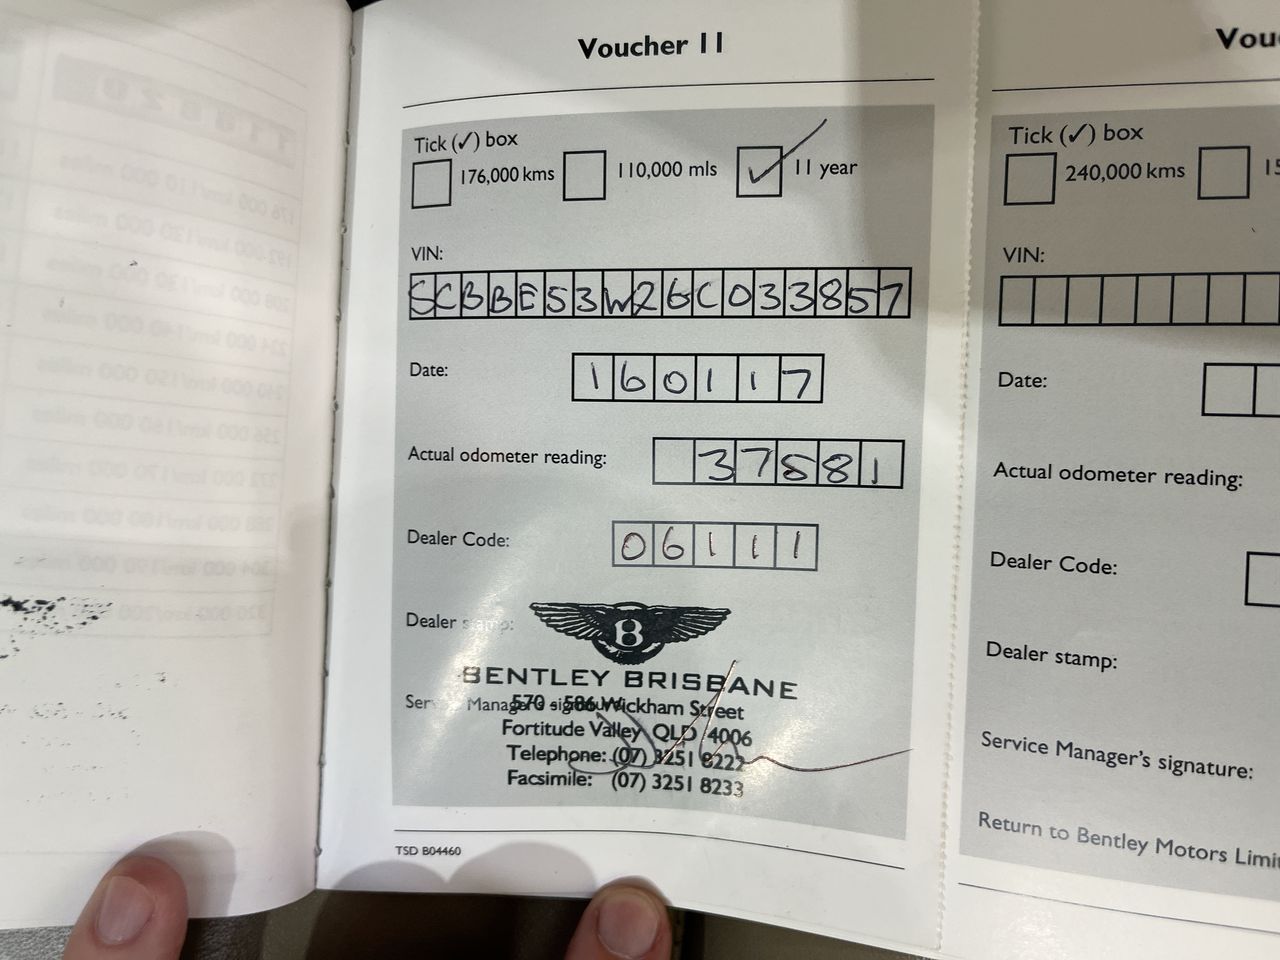 Voucher 11
Tick (✓) box
176,000 kms 110,000 mls ✓ 11 year
VIN:
SCBBE53W26C033857
Date: 160117
Actual odometer reading: 37581
Dealer Code: 06111
Dealer stamp:
B
BENTLEY BRISBANE
Service Manager's signature:
570 - 586 Wickham Street
Fortitude Valley QLD 4006
Telephone: (07) 3251 8222
Facsimile: (07) 3251 8233
TSD B04460
Tick (✓) box
240,000 kms
VIN:
Date:
Actual odometer reading:
Dealer Code:
Dealer stamp:
Service Manager's signature:
Return to Bentley Motors